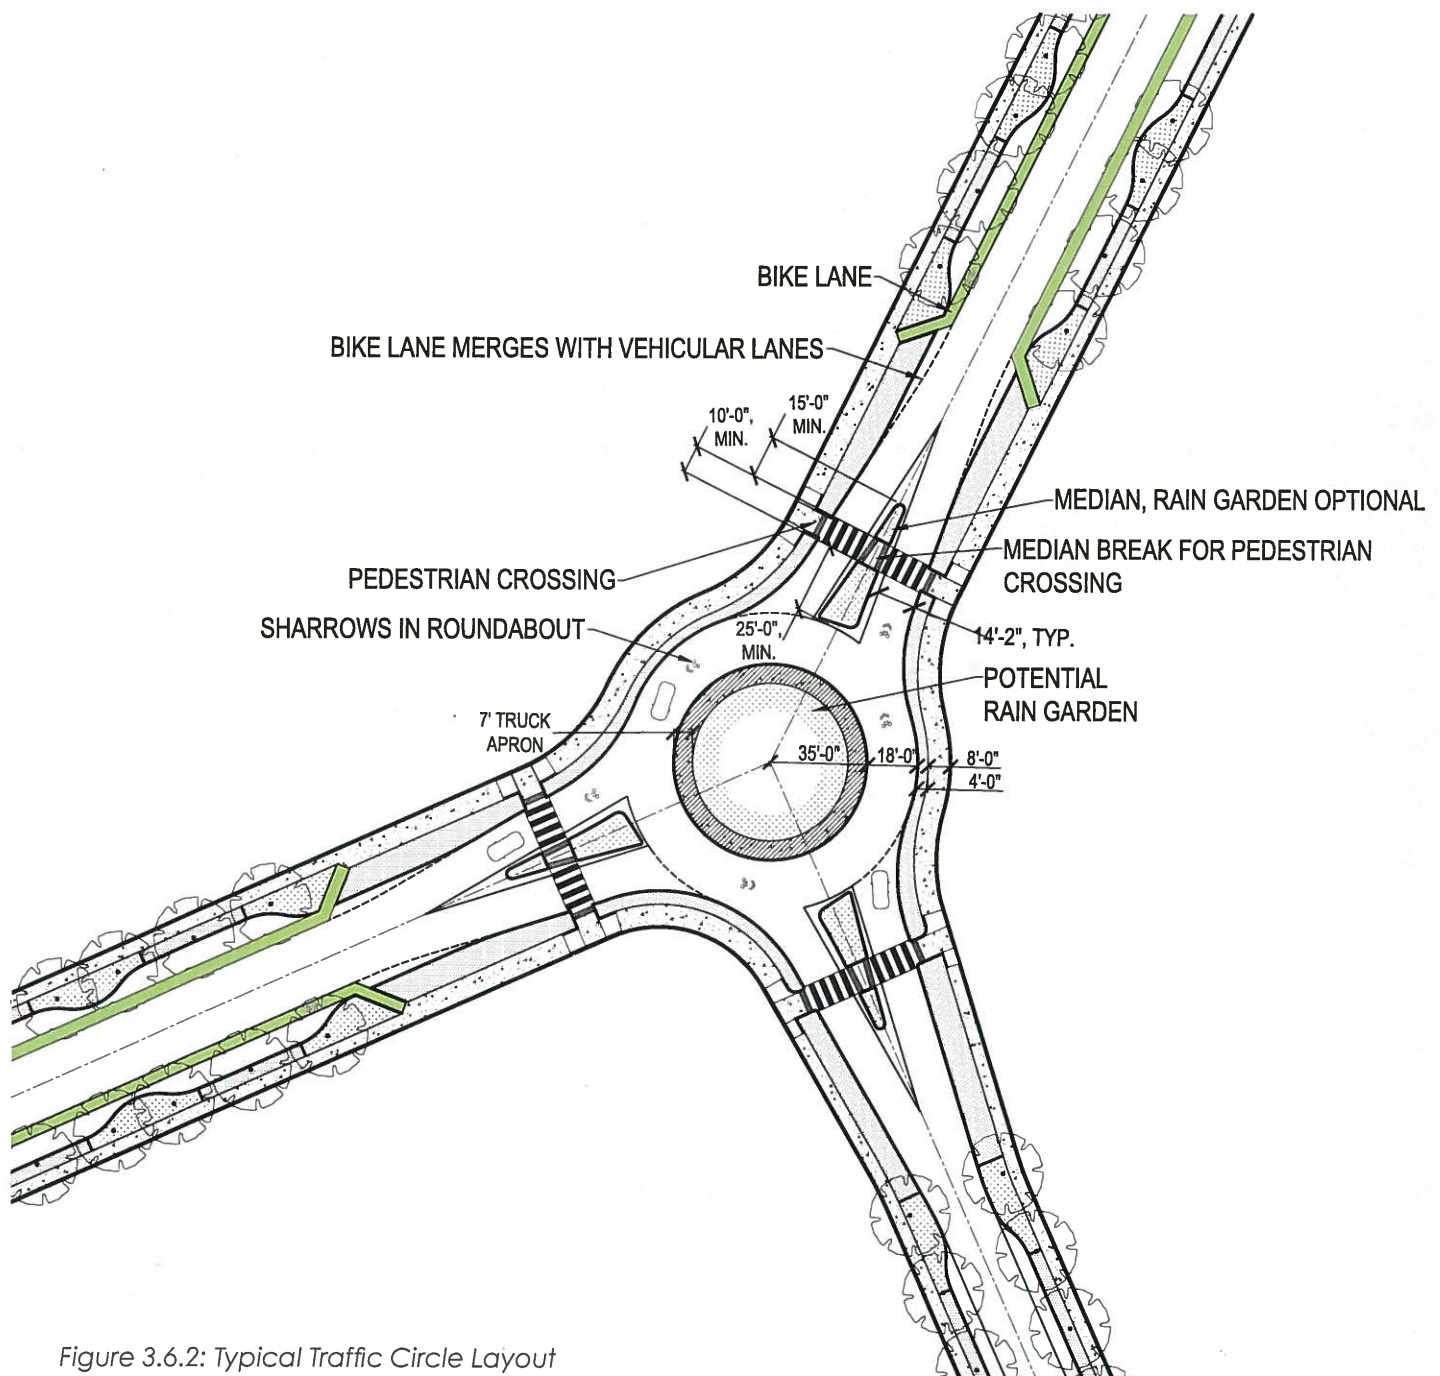 BIKE LANE
BIKE LANE MERGES WITH VEHICULAR LANES
10'-0",
MIN.
15'-0"
MIN.
MEDIAN, RAIN GARDEN OPTIONAL
MEDIAN BREAK FOR PEDESTRIAN
CROSSING
PEDESTRIAN CROSSING
SHARROWS IN ROUNDABOUT
25'-0",
MIN.
14'-2", TYP.
POTENTIAL
RAIN GARDEN
7' TRUCK
APRON
35'-0"
18'-0"
8'-0"
4'-0"
Figure 3.6.2: Typical Traffic Circle Layout